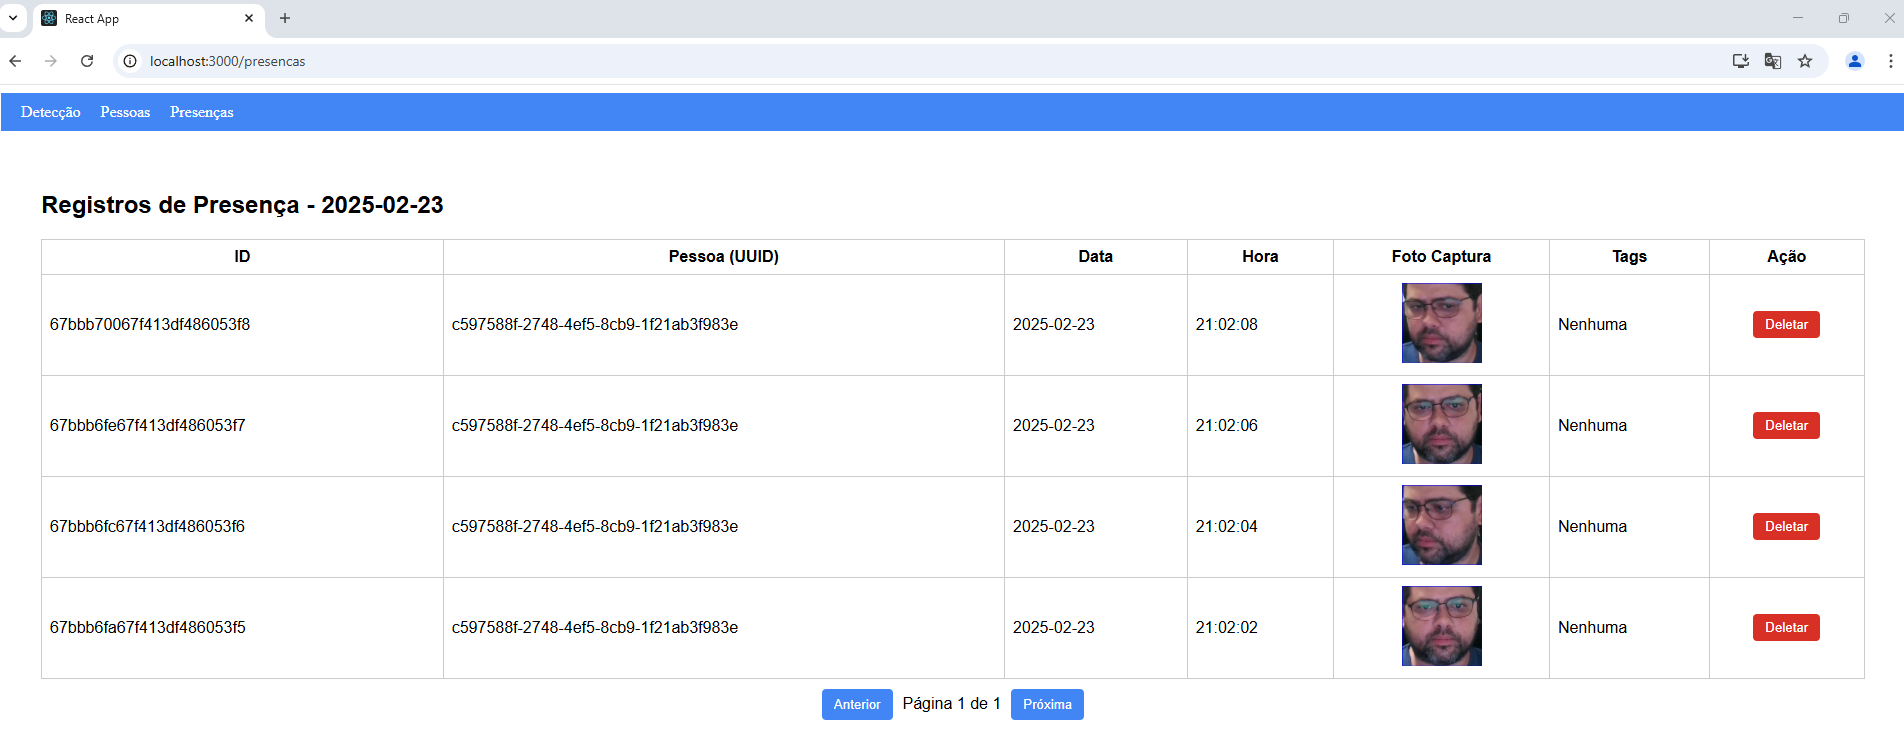 React App
localhost:3000/presencas
Detecção Pessoas Presenças
Registros de Presença - 2025-02-23
ID Pessoa (UUID) Data Hora Foto Captura Tags Ação
67bbb70067f413df486053f8 c597588f-2748-4ef5-8cb9-1f21ab3f983e 2025-02-23 21:02:08 Nenhuma Deletar
67bbb6fe67f413df486053f7 c597588f-2748-4ef5-8cb9-1f21ab3f983e 2025-02-23 21:02:06 Nenhuma Deletar
67bbb6fc67f413df486053f6 c597588f-2748-4ef5-8cb9-1f21ab3f983e 2025-02-23 21:02:04 Nenhuma Deletar
67bbb6fa67f413df486053f5 c597588f-2748-4ef5-8cb9-1f21ab3f983e 2025-02-23 21:02:02 Nenhuma Deletar
Anterior Página 1 de 1 Próxima